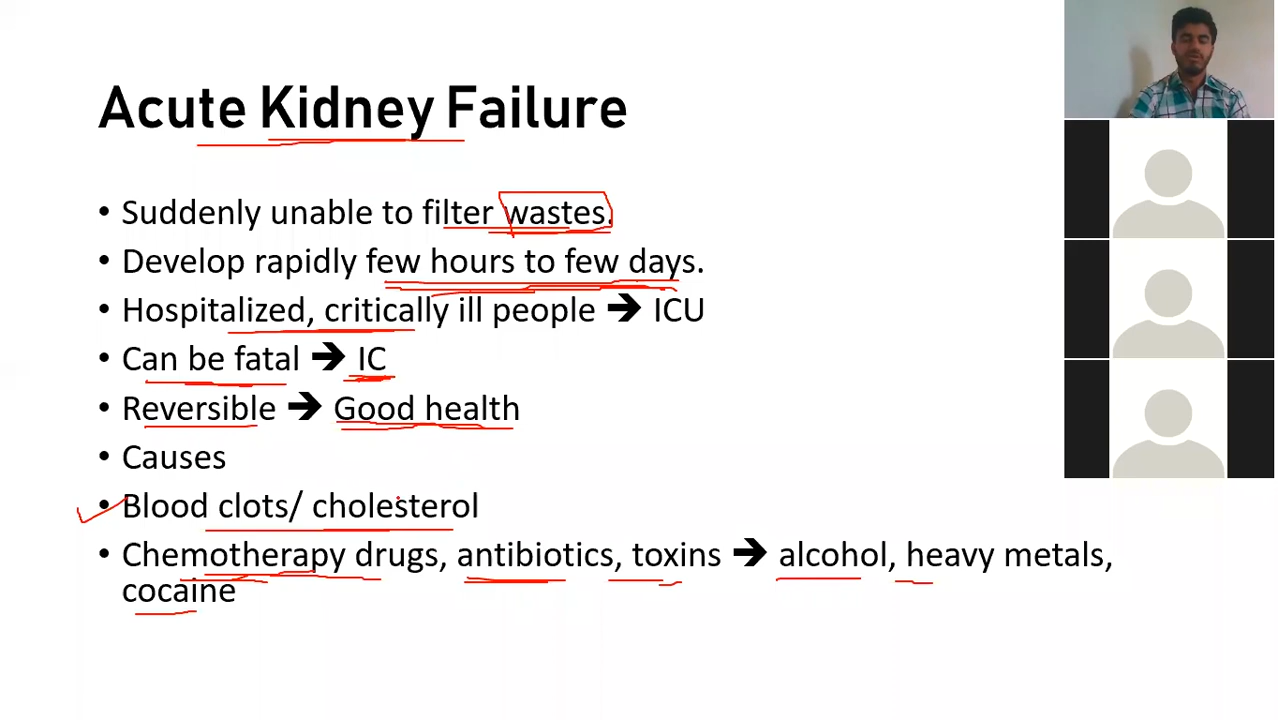 Acute Kidney Failure
• Suddenly unable to filter wastes.
• Develop rapidly few hours to few days.
• Hospitalized, critically ill people 🡺 ICU
• Can be fatal 🡺 IC
• Reversible 🡺 Good health
• Causes
• Blood clots/ cholesterol
• Chemotherapy drugs, antibiotics, toxins 🡺 alcohol, heavy metals,
cocaine